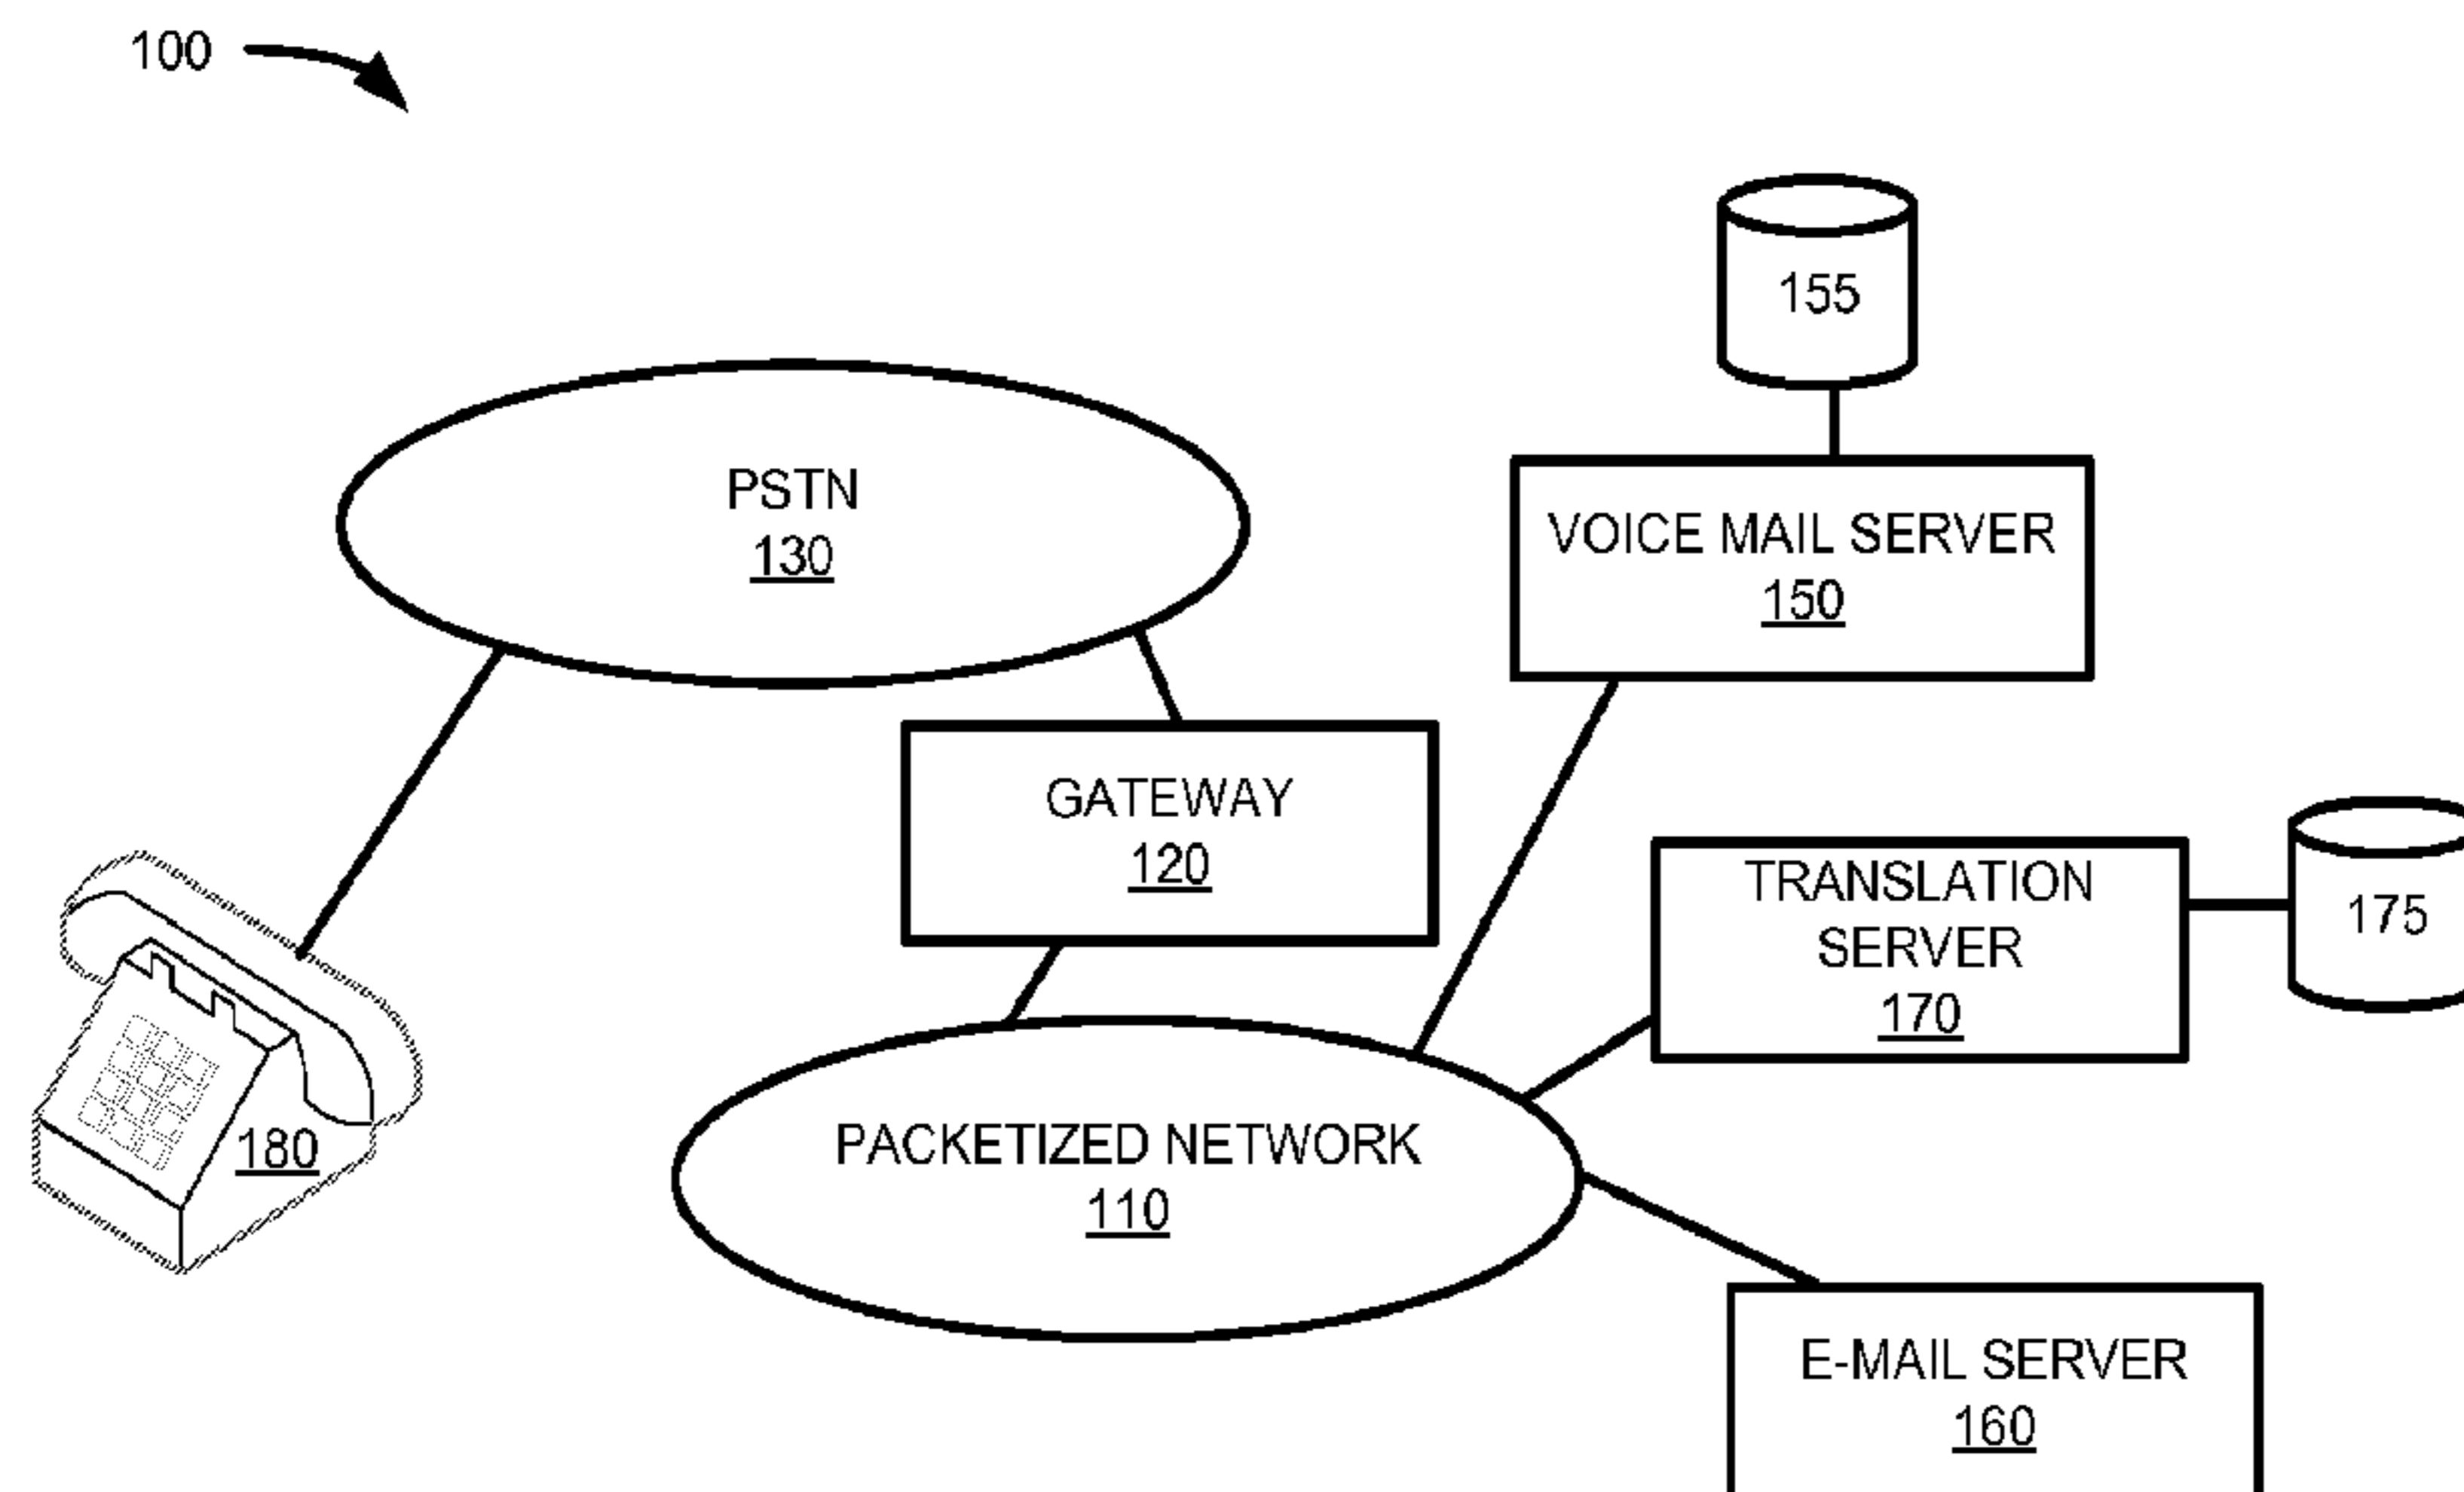 100
155
PSTN
130
VOICE MAIL SERVER
150
GATEWAY
120
TRANSLATION
SERVER
170
175
180
PACKETIZED NETWORK
110
E-MAIL SERVER
160